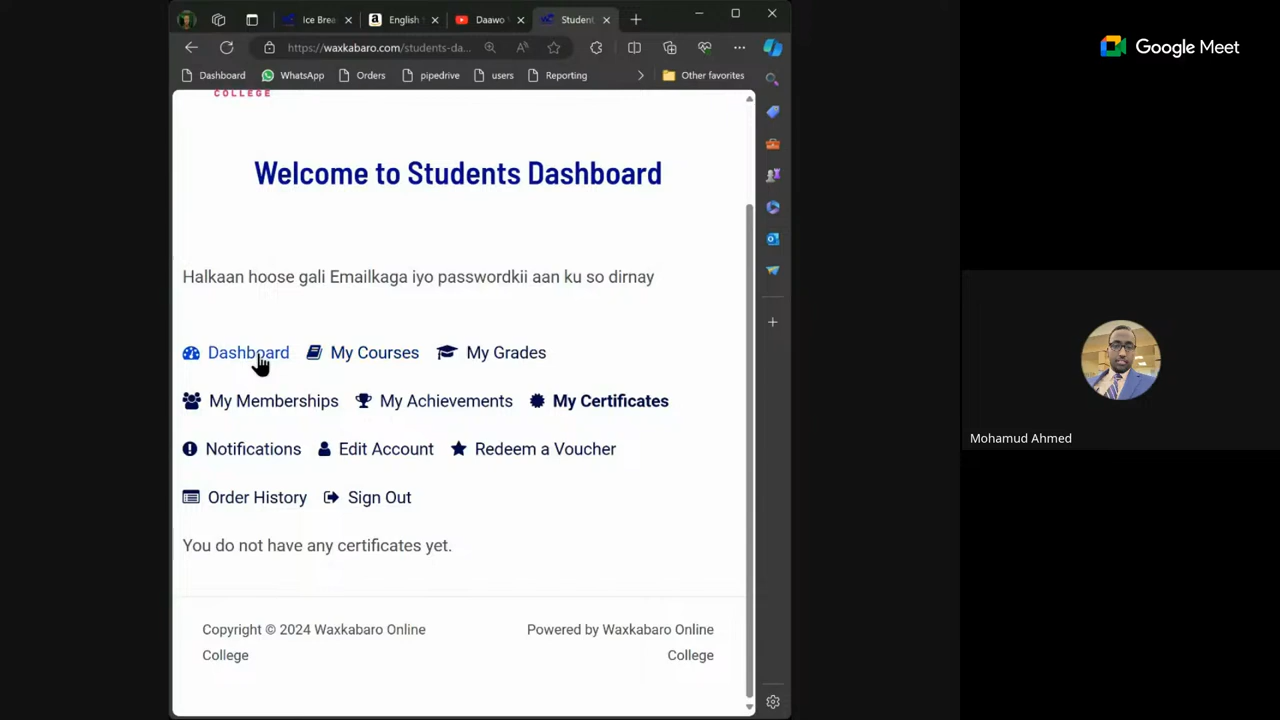 Ice Brea
English
Daawo
Student
https://waxkabaro.com/students-da...
Dashboard WhatsApp Orders pipedrive users Reporting Other favorites
Google Meet
COLLEGE
Welcome to Students Dashboard
Halkaan hoose gali Emailkaga iyo passwordkii aan ku so dirnay
Dashboard My Courses My Grades
My Memberships My Achievements My Certificates
Notifications Edit Account Redeem a Voucher
Order History Sign Out
You do not have any certificates yet.
Copyright © 2024 Waxkabaro Online
College
Powered by Waxkabaro Online
College
Mohamud Ahmed